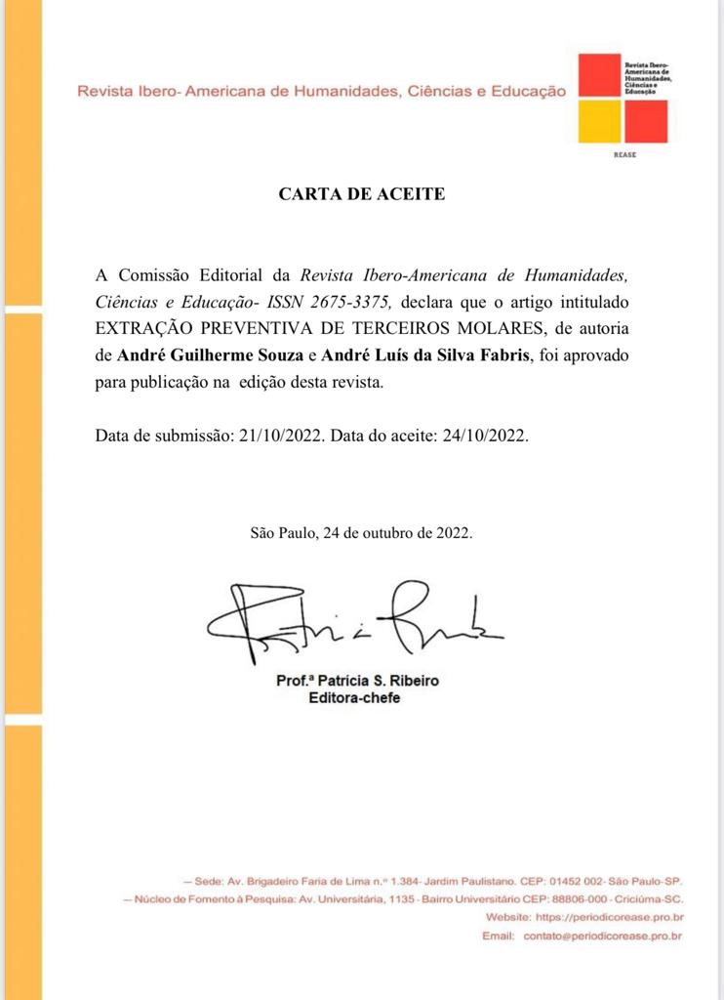 Revista Ibero- Americana de Humanidades, Ciências e Educação
Revista Ibero-
Americana de
Humanidades,
Ciências e
Educação
REASE
CARTA DE ACEITE
A Comissão Editorial da Revista Ibero-Americana de Humanidades,
Ciências e Educação- ISSN 2675-3375, declara que o artigo intitulado
EXTRAÇÃO PREVENTIVA DE TERCEIROS MOLARES, de autoria
de André Guilherme Souza e André Luís da Silva Fabris, foi aprovado
para publicação na edição desta revista.
Data de submissão: 21/10/2022. Data do aceite: 24/10/2022.
São Paulo, 24 de outubro de 2022.
Prof.ª Patrícia S. Ribeiro
Editora-chefe
— Sede: Av. Brigadeiro Faria de Lima n.º 1.384- Jardim Paulistano. CEP: 01452 002- São Paulo-SP.
— Núcleo de Fomento à Pesquisa: Av. Universitária, 1135 - Bairro Universitário CEP: 88806-000 - Criciúma-SC.
Website: https://periodicorease.pro.br
Email: contato@periodicorease.pro.br